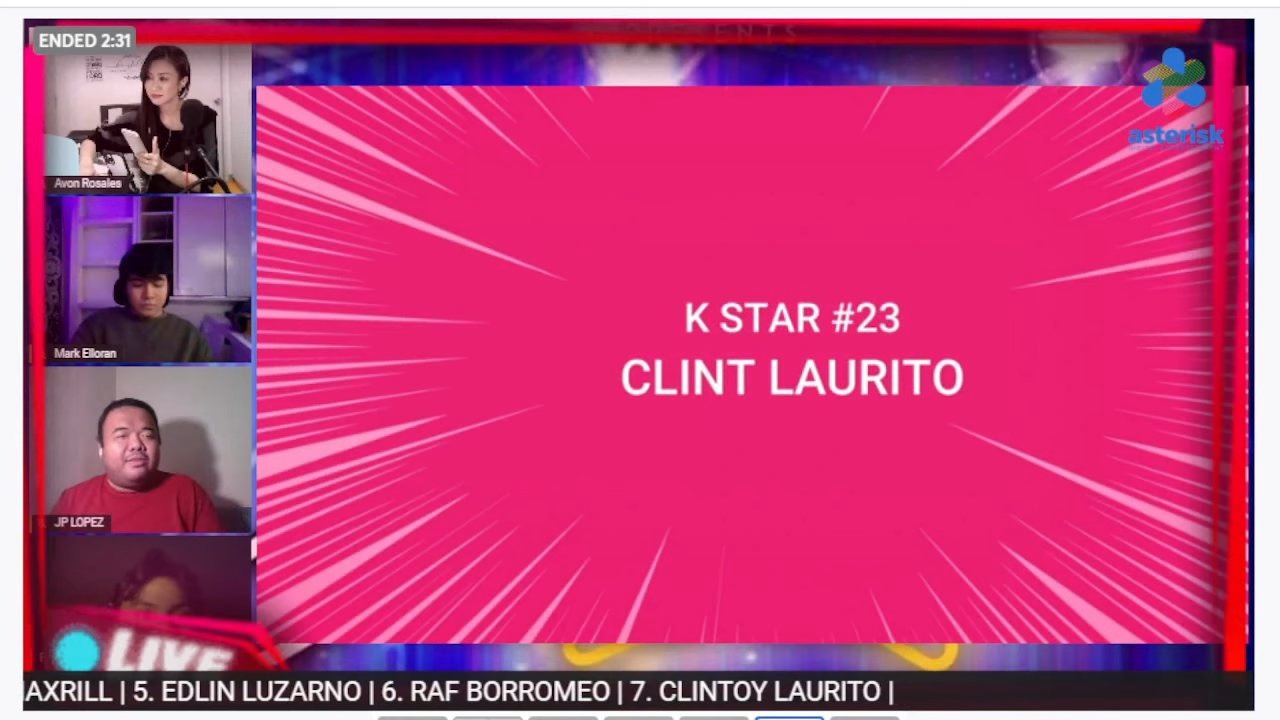 ENDED 2:31
PRESENTS
asterisk
Avon Rosales
Mark Elloran
K STAR #23
CLINT LAURITO
JP LOPEZ
LIVE
AXRILL | 5. EDLIN LUZARNO | 6. RAF BORROMEO | 7. CLINTOY LAURITO |